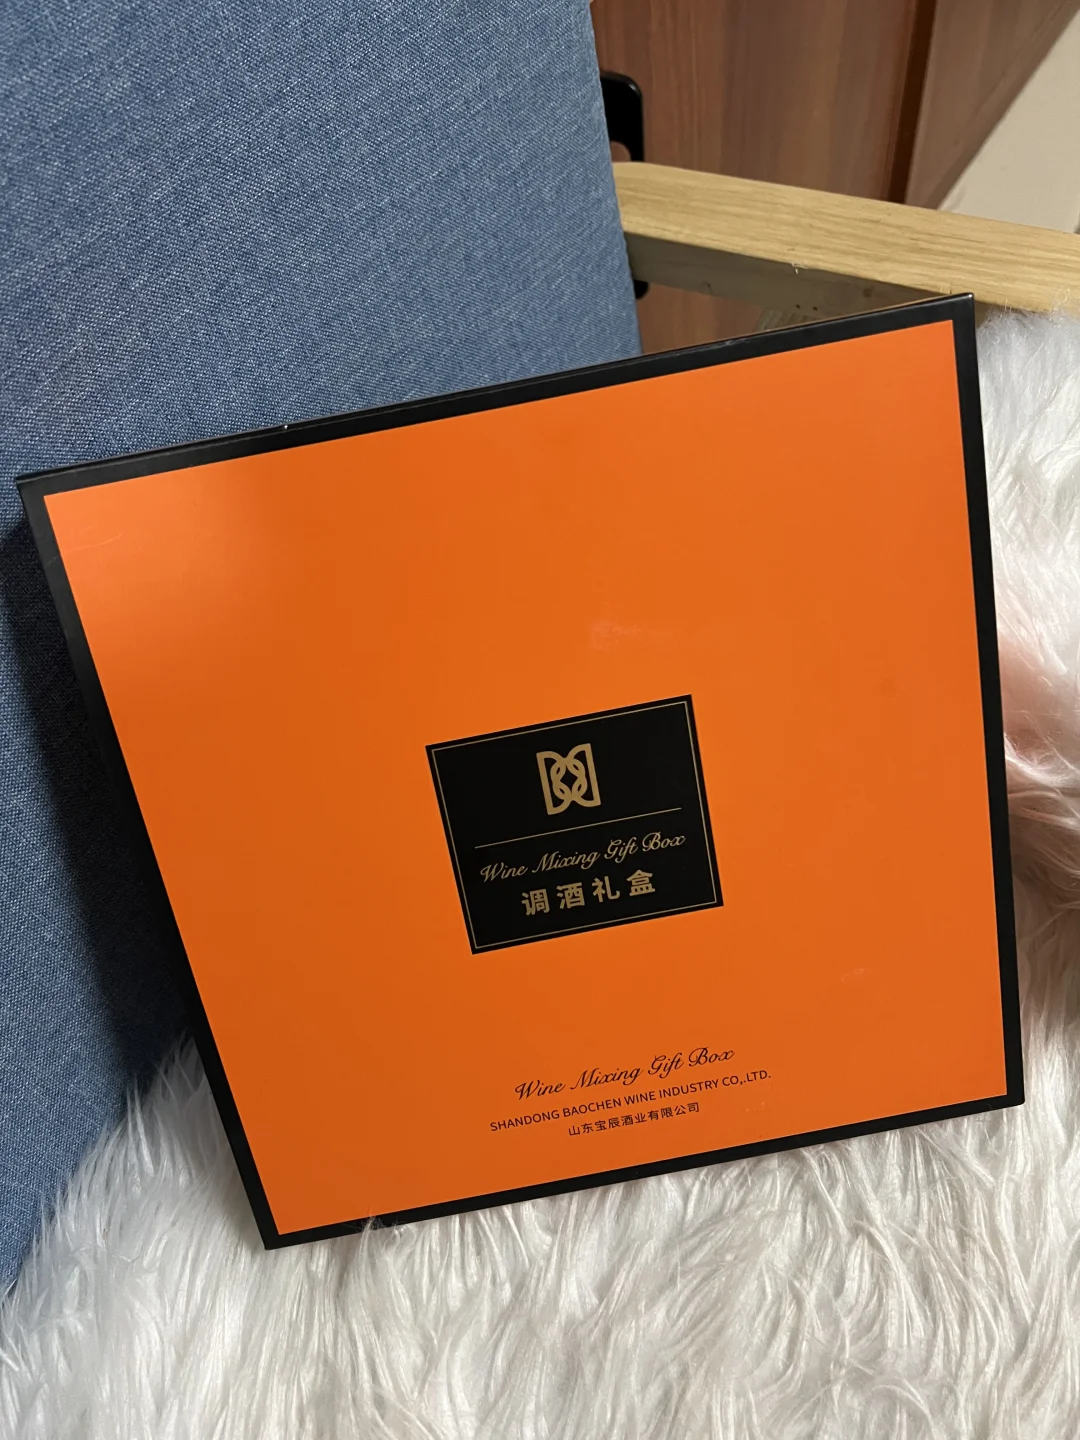 Wine Mixing Gift Box
调酒礼盒
Wine Mixing Gift Box
SHANDONG BAOCHEN WINE INDUSTRY CO,.LTD.
山东宝辰酒业有限公司